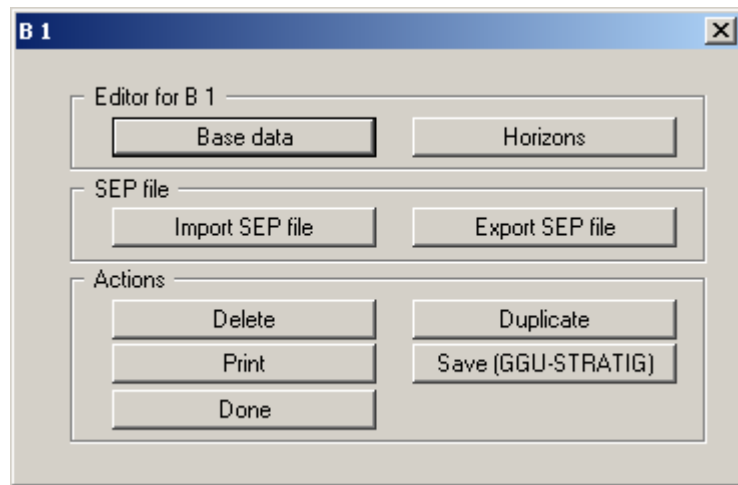 B 1
Editor for B 1
Base data Horizons
SEP file
Import SEP file Export SEP file
Actions
Delete Duplicate
Print Save (GGU-STRATIG)
Done